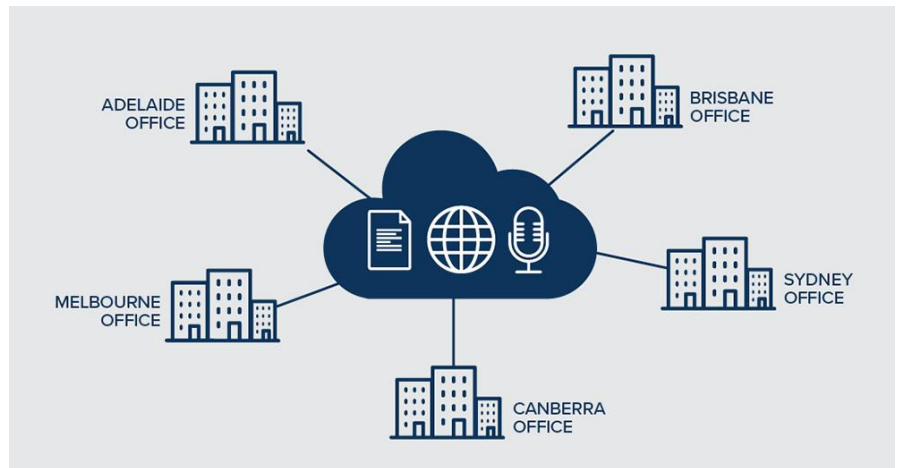 ADELAIDE
OFFICE
BRISBANE
OFFICE
MELBOURNE
OFFICE
SYDNEY
OFFICE
CANBERRA
OFFICE